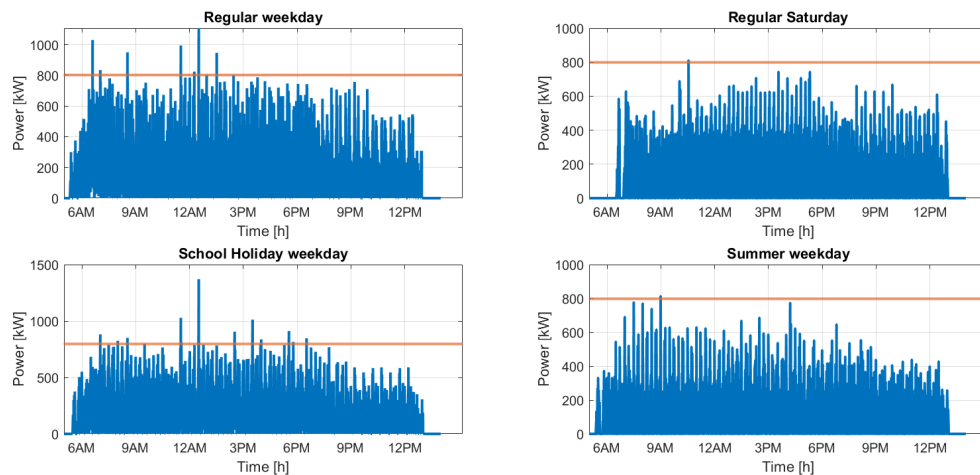 Regular weekday
1000
800
600
400
200
0
Power [kW]
6AM 9AM 12AM 3PM 6PM 9PM 12PM
Time [h]
Regular Saturday
1000
800
600
400
200
0
Power [kW]
6AM 9AM 12AM 3PM 6PM 9PM 12PM
Time [h]
School Holiday weekday
1500
1000
500
0
Power [kW]
6AM 9AM 12AM 3PM 6PM 9PM 12PM
Time [h]
Summer weekday
1000
800
600
400
200
0
Power [kW]
6AM 9AM 12AM 3PM 6PM 9PM 12PM
Time [h]